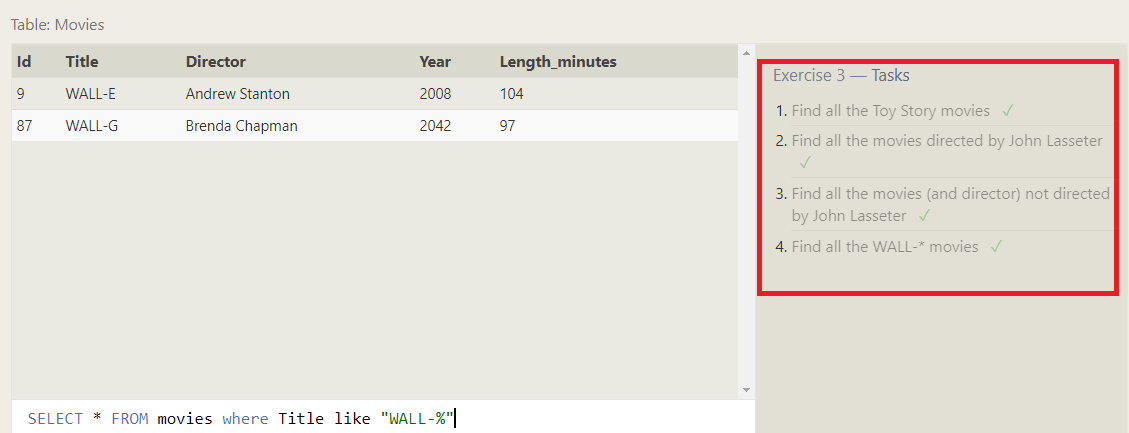 Table: Movies
Id Title Director Year Length_minutes
9 WALL-E Andrew Stanton 2008 104
87 WALL-G Brenda Chapman 2042 97
SELECT * FROM movies where Title like "WALL-%"
Exercise 3 — Tasks
1. Find all the Toy Story movies ✓
2. Find all the movies directed by John Lasseter
✓
3. Find all the movies (and director) not directed
by John Lasseter ✓
4. Find all the WALL-* movies ✓